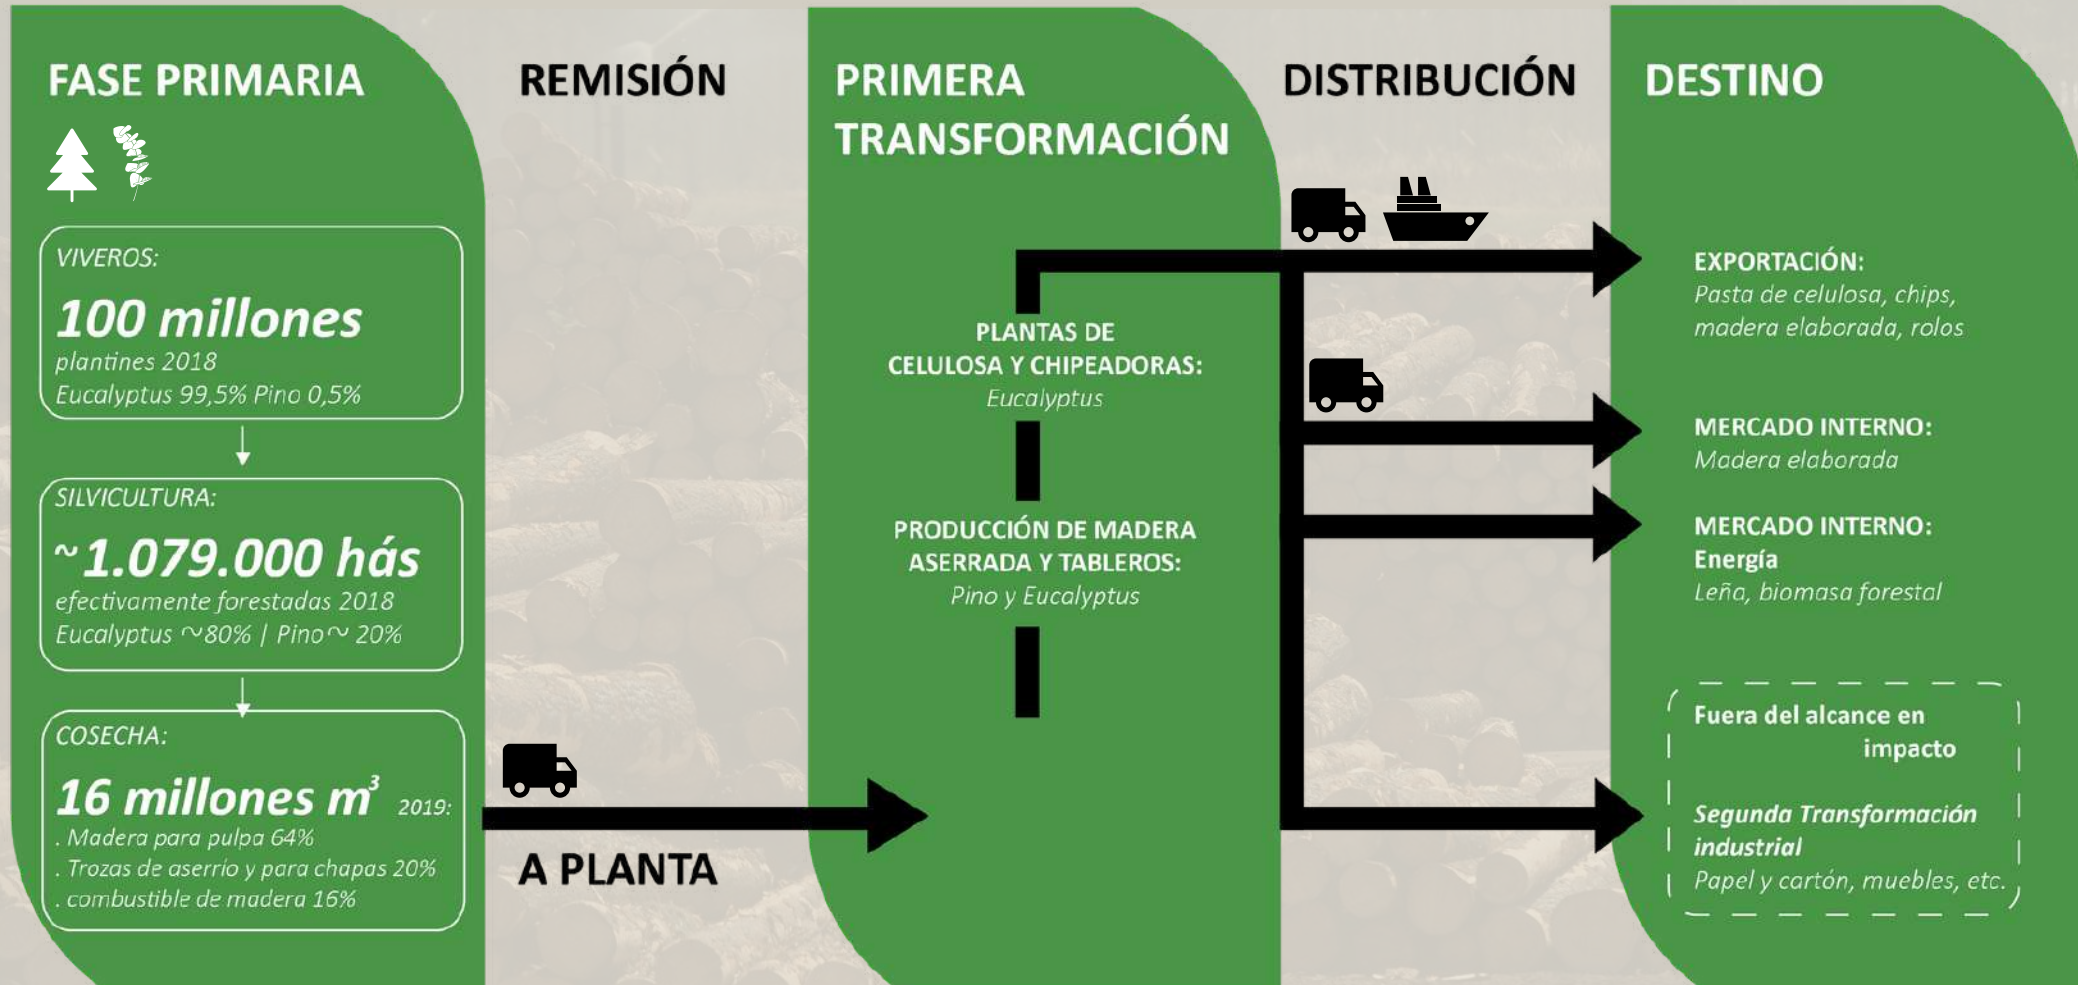 FASE PRIMARIA
VIVEROS:
100 millones
plantines 2018
Eucalyptus 99,5% Pino 0,5%
SILVICULTURA:
~1.079.000 hás
efectivamente forestadas 2018
Eucalyptus ~80% | Pino~ 20%
COSECHA:
16 millones m³ 2019:
. Madera para pulpa 64%
. Trozas de aserrío y para chapas 20%
. combustible de madera 16%
REMISIÓN
A PLANTA
PRIMERA
TRANSFORMACIÓN
PLANTAS DE
CELULOSA Y CHIPEADORAS:
Eucalyptus
PRODUCCIÓN DE MADERA
ASERRADA Y TABLEROS:
Pino y Eucalyptus
DISTRIBUCIÓN
DESTINO
EXPORTACIÓN:
Pasta de celulosa, chips,
madera elaborada, rolos
MERCADO INTERNO:
Madera elaborada
MERCADO INTERNO:
Energía
Leña, biomasa forestal
Fuera del alcance en
impacto
Segunda Transformación
industrial
Papel y cartón, muebles, etc.